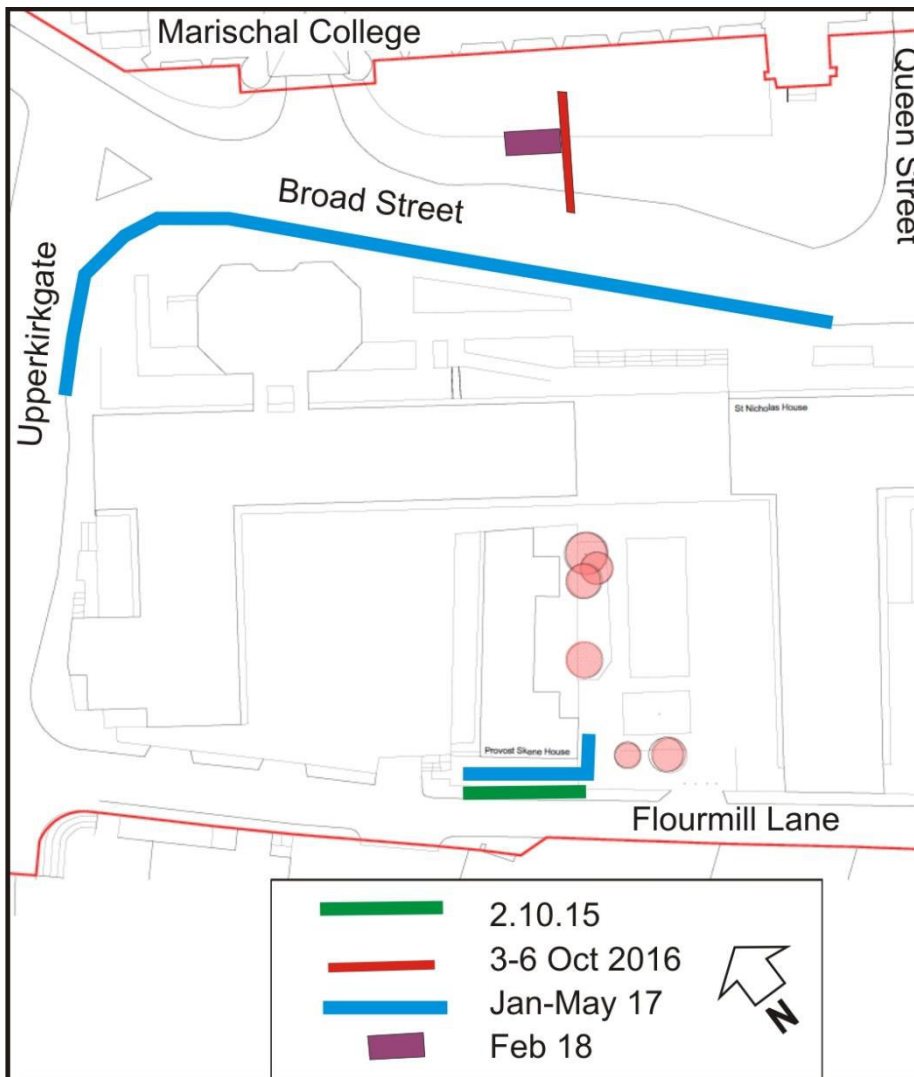 Marischal College
Queen Street
Broad Street
Upperkirkgate
St Nicholas House
Provost Skene House
Flourmill Lane
2.10.15
3-6 Oct 2016
Jan-May 17
Feb 18
N